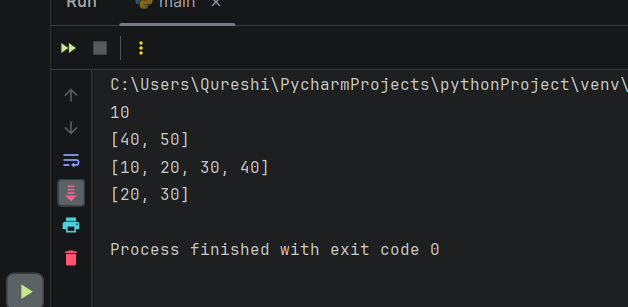 Run main ×
C:\Users\Qureshi\PycharmProjects\pythonProject\venv\
10
[40, 50]
[10, 20, 30, 40]
[20, 30]
Process finished with exit code 0